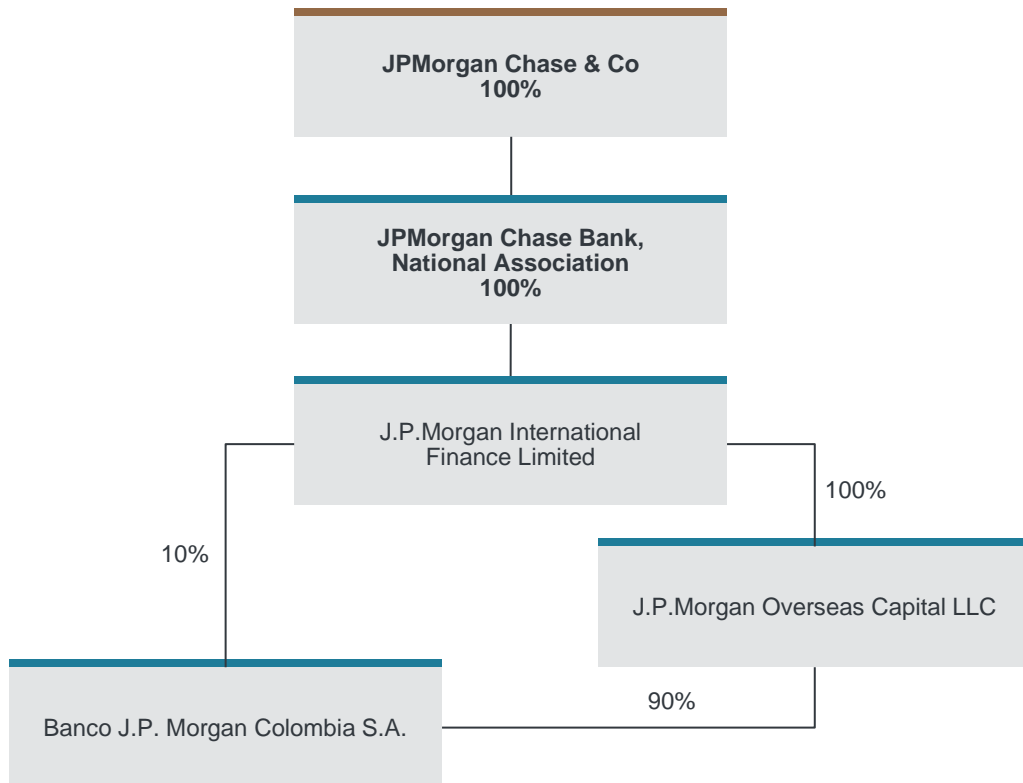 JPMorgan Chase & Co
100%
JPMorgan Chase Bank,
National Association
100%
J.P.Morgan International
Finance Limited
100%
10%
J.P.Morgan Overseas Capital LLC
90%
Banco J.P. Morgan Colombia S.A.